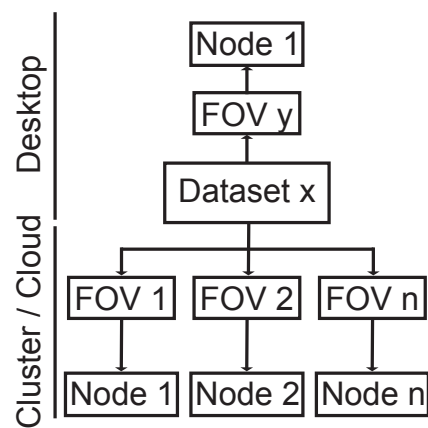 Desktop
Node 1
FOV y
Dataset x
Cluster / Cloud
FOV 1
FOV 2
FOV n
Node 1
Node 2
Node n